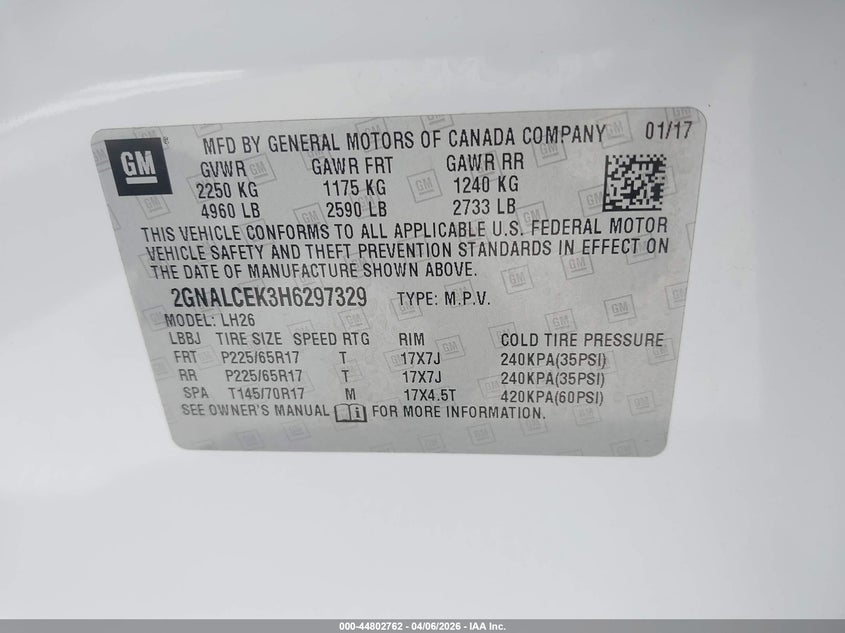 GM ® MFD BY GENERAL MOTORS OF CANADA COMPANY 01/17
GVWR GAWR FRT GAWR RR
2250 KG 1175 KG 1240 KG
4960 LB 2590 LB 2733 LB
THIS VEHICLE CONFORMS TO ALL APPLICABLE U.S. FEDERAL MOTOR
VEHICLE SAFETY AND THEFT PREVENTION STANDARDS IN EFFECT ON
THE DATE OF MANUFACTURE SHOWN ABOVE.
2GNALCEK3H6297329 TYPE: M.P.V.
MODEL: LH26
LBBJ TIRE SIZE SPEED RTG RIM COLD TIRE PRESSURE
FRT P225/65R17 T 17X7J 240KPA(35PSI)
RR P225/65R17 T 17X7J 240KPA(35PSI)
SPA T145/70R17 M 17X4.5T 420KPA(60PSI)
SEE OWNER'S MANUAL FOR MORE INFORMATION.
000-44802762 - 04/06/2026 - IAA Inc.